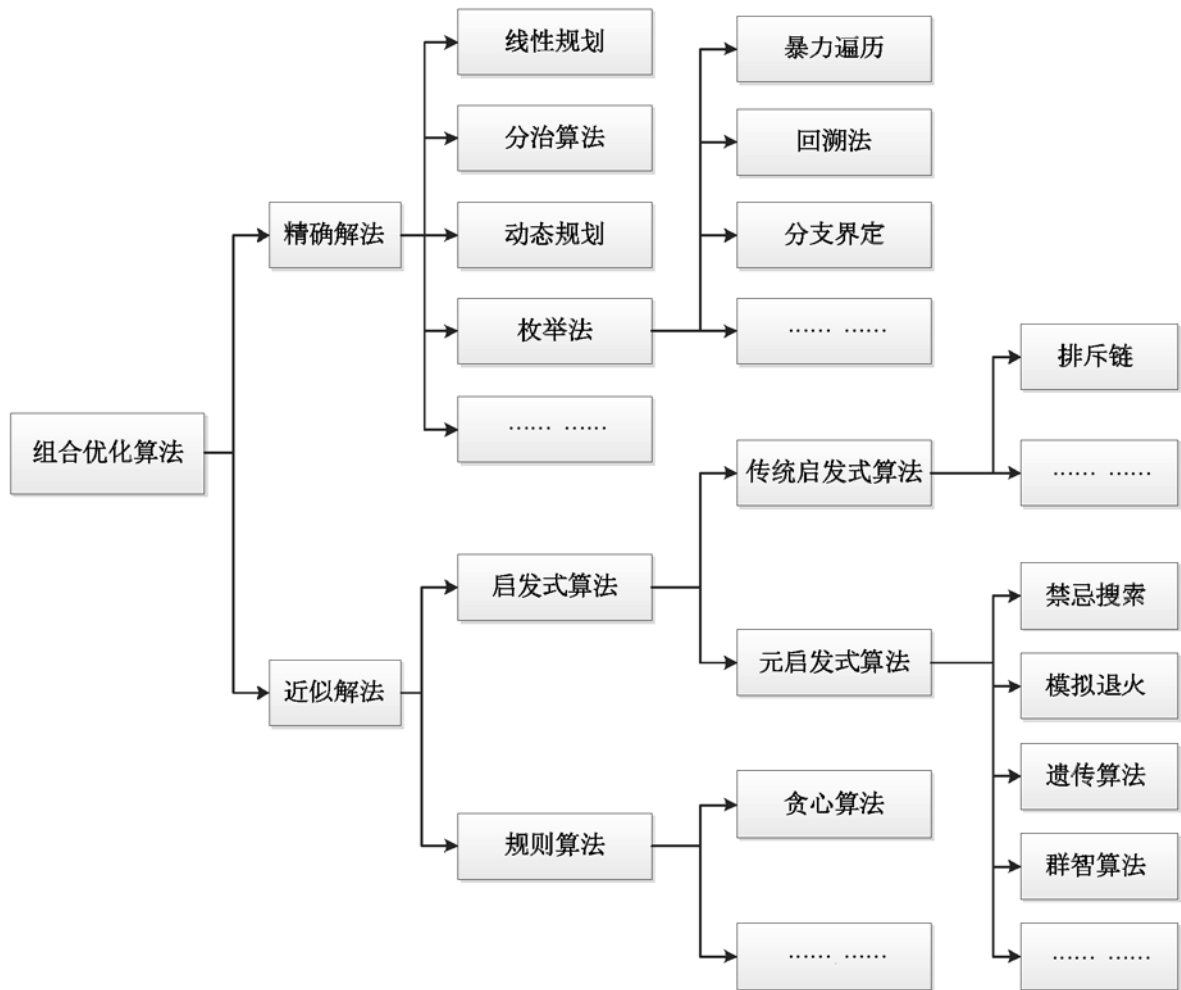 组合优化算法
精确解法
线性规划
分治算法
动态规划
枚举法
暴力遍历
回溯法
分支界定
…… ……
…… ……
近似解法
启发式算法
传统启发式算法
排斥链
…… ……
元启发式算法
禁忌搜索
模拟退火
遗传算法
群智算法
…… ……
规则算法
贪心算法
…… ……